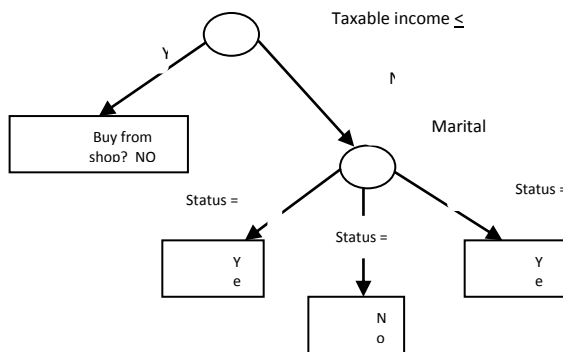 Taxable income <
Y
N
Buy from
shop? NO
Marital
Status =
Status =
Status =
Y
e
N
o
Y
e